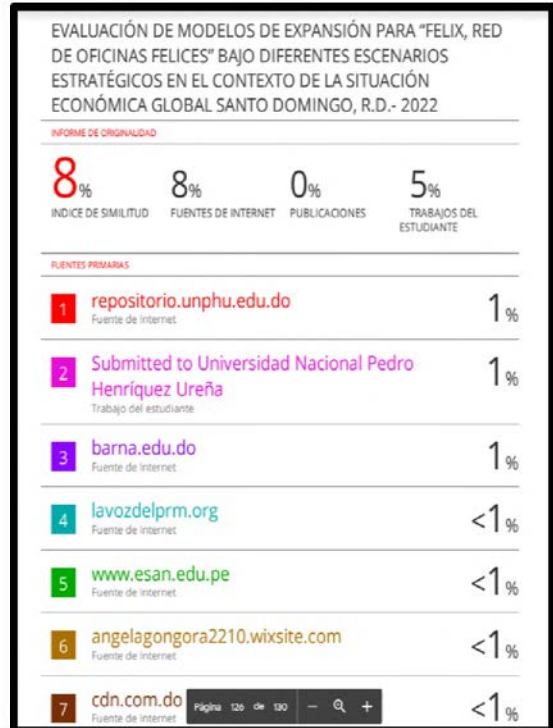 EVALUACIÓN DE MODELOS DE EXPANSIÓN PARA “FELIX, RED
DE OFICINAS FELICES” BAJO DIFERENTES ESCENARIOS
ESTRATÉGICOS EN EL CONTEXTO DE LA SITUACIÓN
ECONÓMICA GLOBAL SANTO DOMINGO, R.D.- 2022
INFORME DE ORIGINALIDAD
8% 8% 0% 5%
INDICE DE SIMILITUD FUENTES DE INTERNET PUBLICACIONES TRABAJOS DEL
ESTUDIANTE
FUENTES PRIMARIAS
1 repositorio.unphu.edu.do 1%
Fuente de Internet
2 Submitted to Universidad Nacional Pedro 1%
Henríquez Ureña
Trabajo del estudiante
3 barna.edu.do 1%
Fuente de Internet
4 lavozdelprm.org <1%
Fuente de Internet
5 www.esan.edu.pe <1%
Fuente de Internet
6 angelagongora2210.wixsite.com <1%
Fuente de Internet
7 cdn.com.do <1%
Fuente de Internet
Página 126 de 130 — +